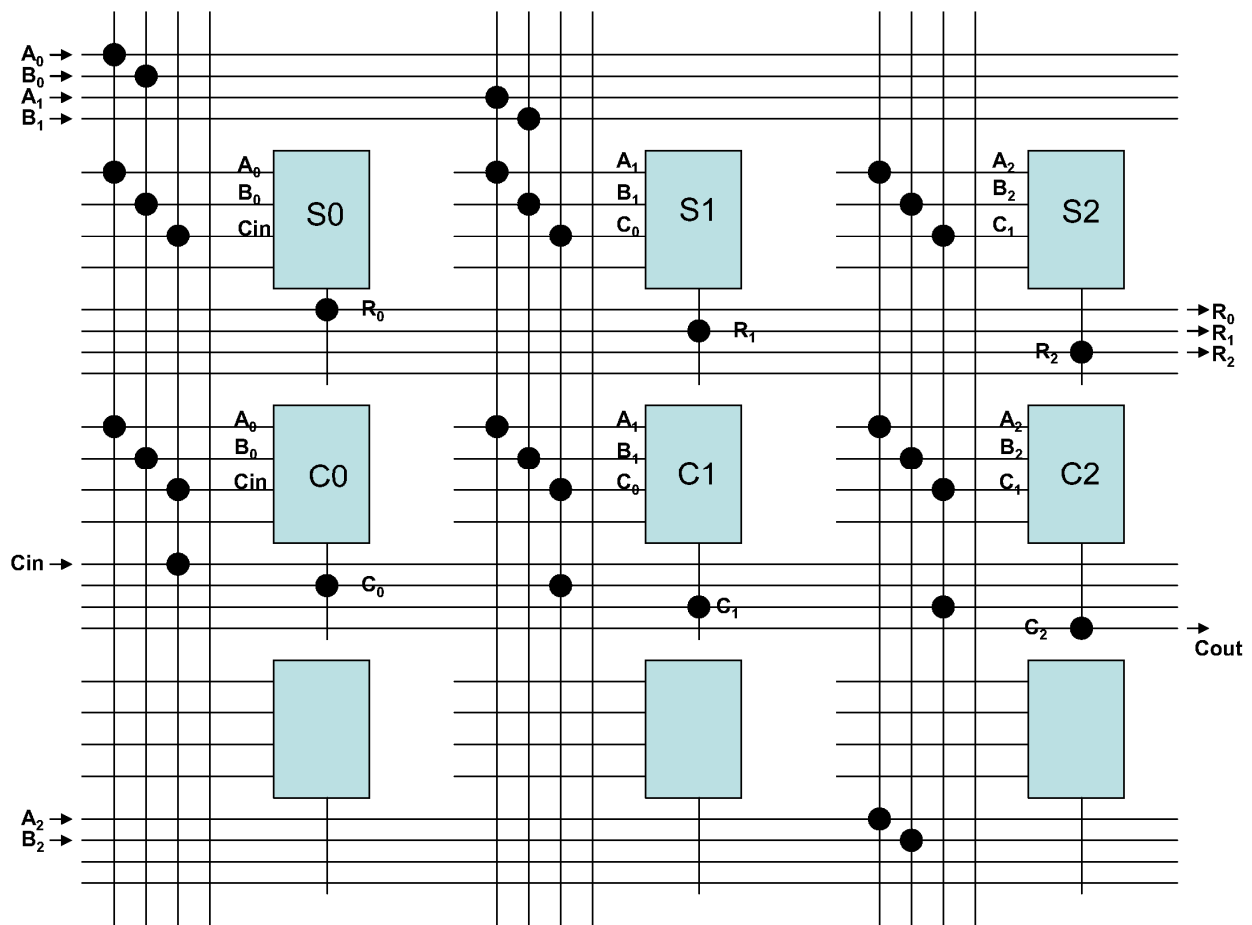 A₀
B₀
A₁
B₁
A₀ A₁ A₂
B₀ S0 B₁ S1 B₂ S2
Cin C₀ C₁
R₀ R₀
R₁ R₁
R₂ R₂
A₀ A₁ A₂
B₀ B₁ B₂
Cin C0 C₀ C1 C₁ C2
Cin
C₀
C₁
C₂
Cout
A₂
B₂